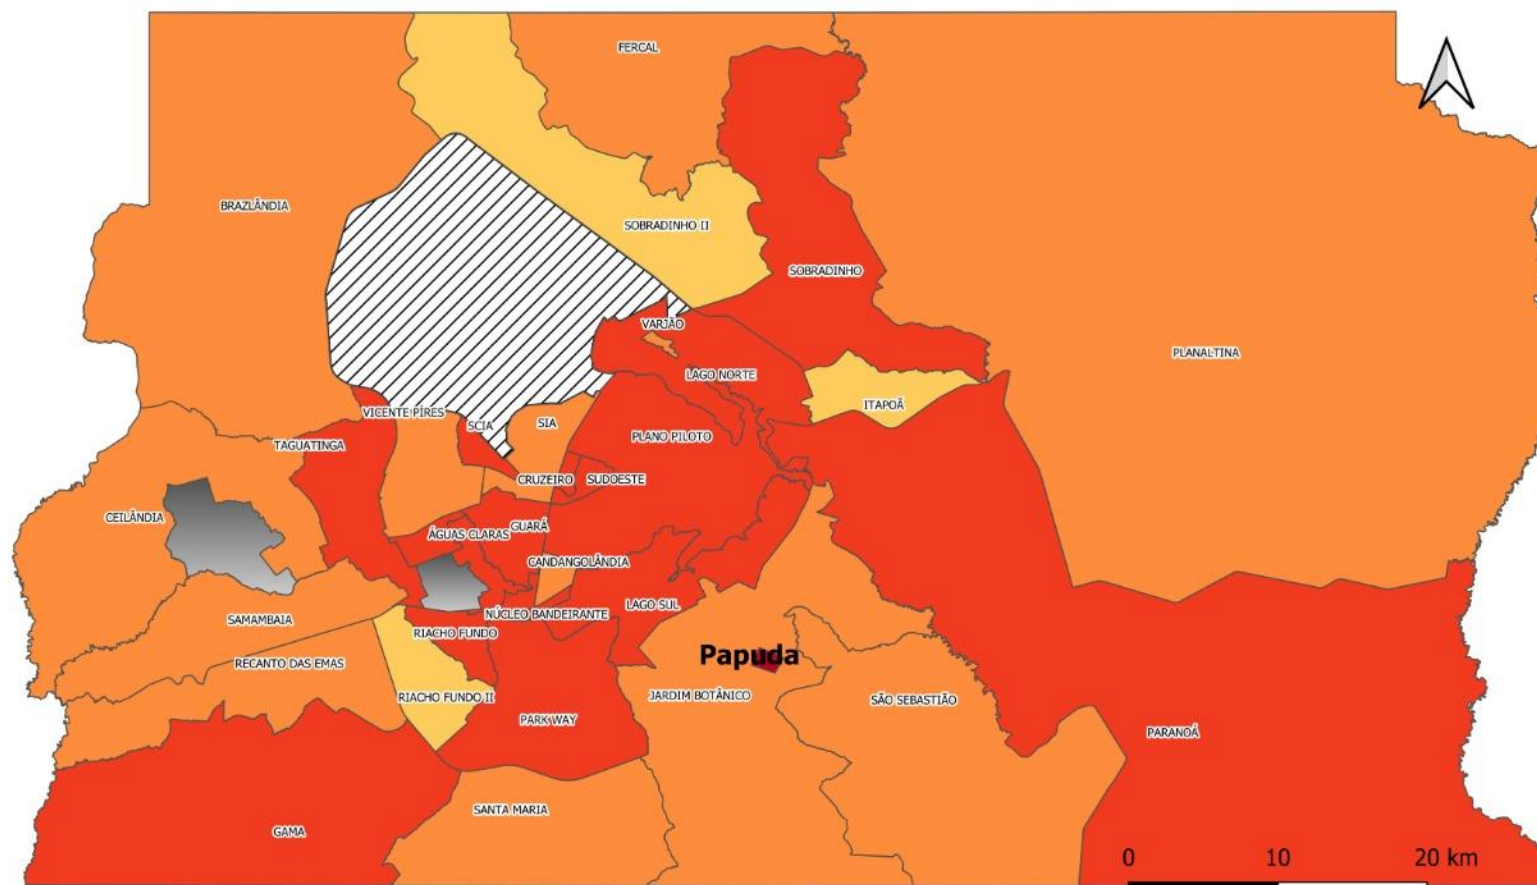 FERCAL
BRAZLÂNDIA
SOBRADINHO II
SOBRADINHO
VARJÃO
PLANALTINA
LAGO NORTE
ITAPOÃ
VICENTE PIRES
SCIA
SIA
TAGUATINGA
PLANO PILOTO
CRUZEIRO
SUDOESTE
CEILÂNDIA
ÁGUAS CLARAS
GUARÁ
CANDANGOLÂNDIA
LAGO SUL
NÚCLEO BANDEIRANTE
SAMAMBAIA
RIACHO FUNDO
RECANTO DAS EMAS
Papuda
RIACHO FUNDO II
JARDIM BOTÂNICO
SÃO SEBASTIÃO
PARK WAY
PARANOÁ
SANTA MARIA
GAMA
0 10 20 km